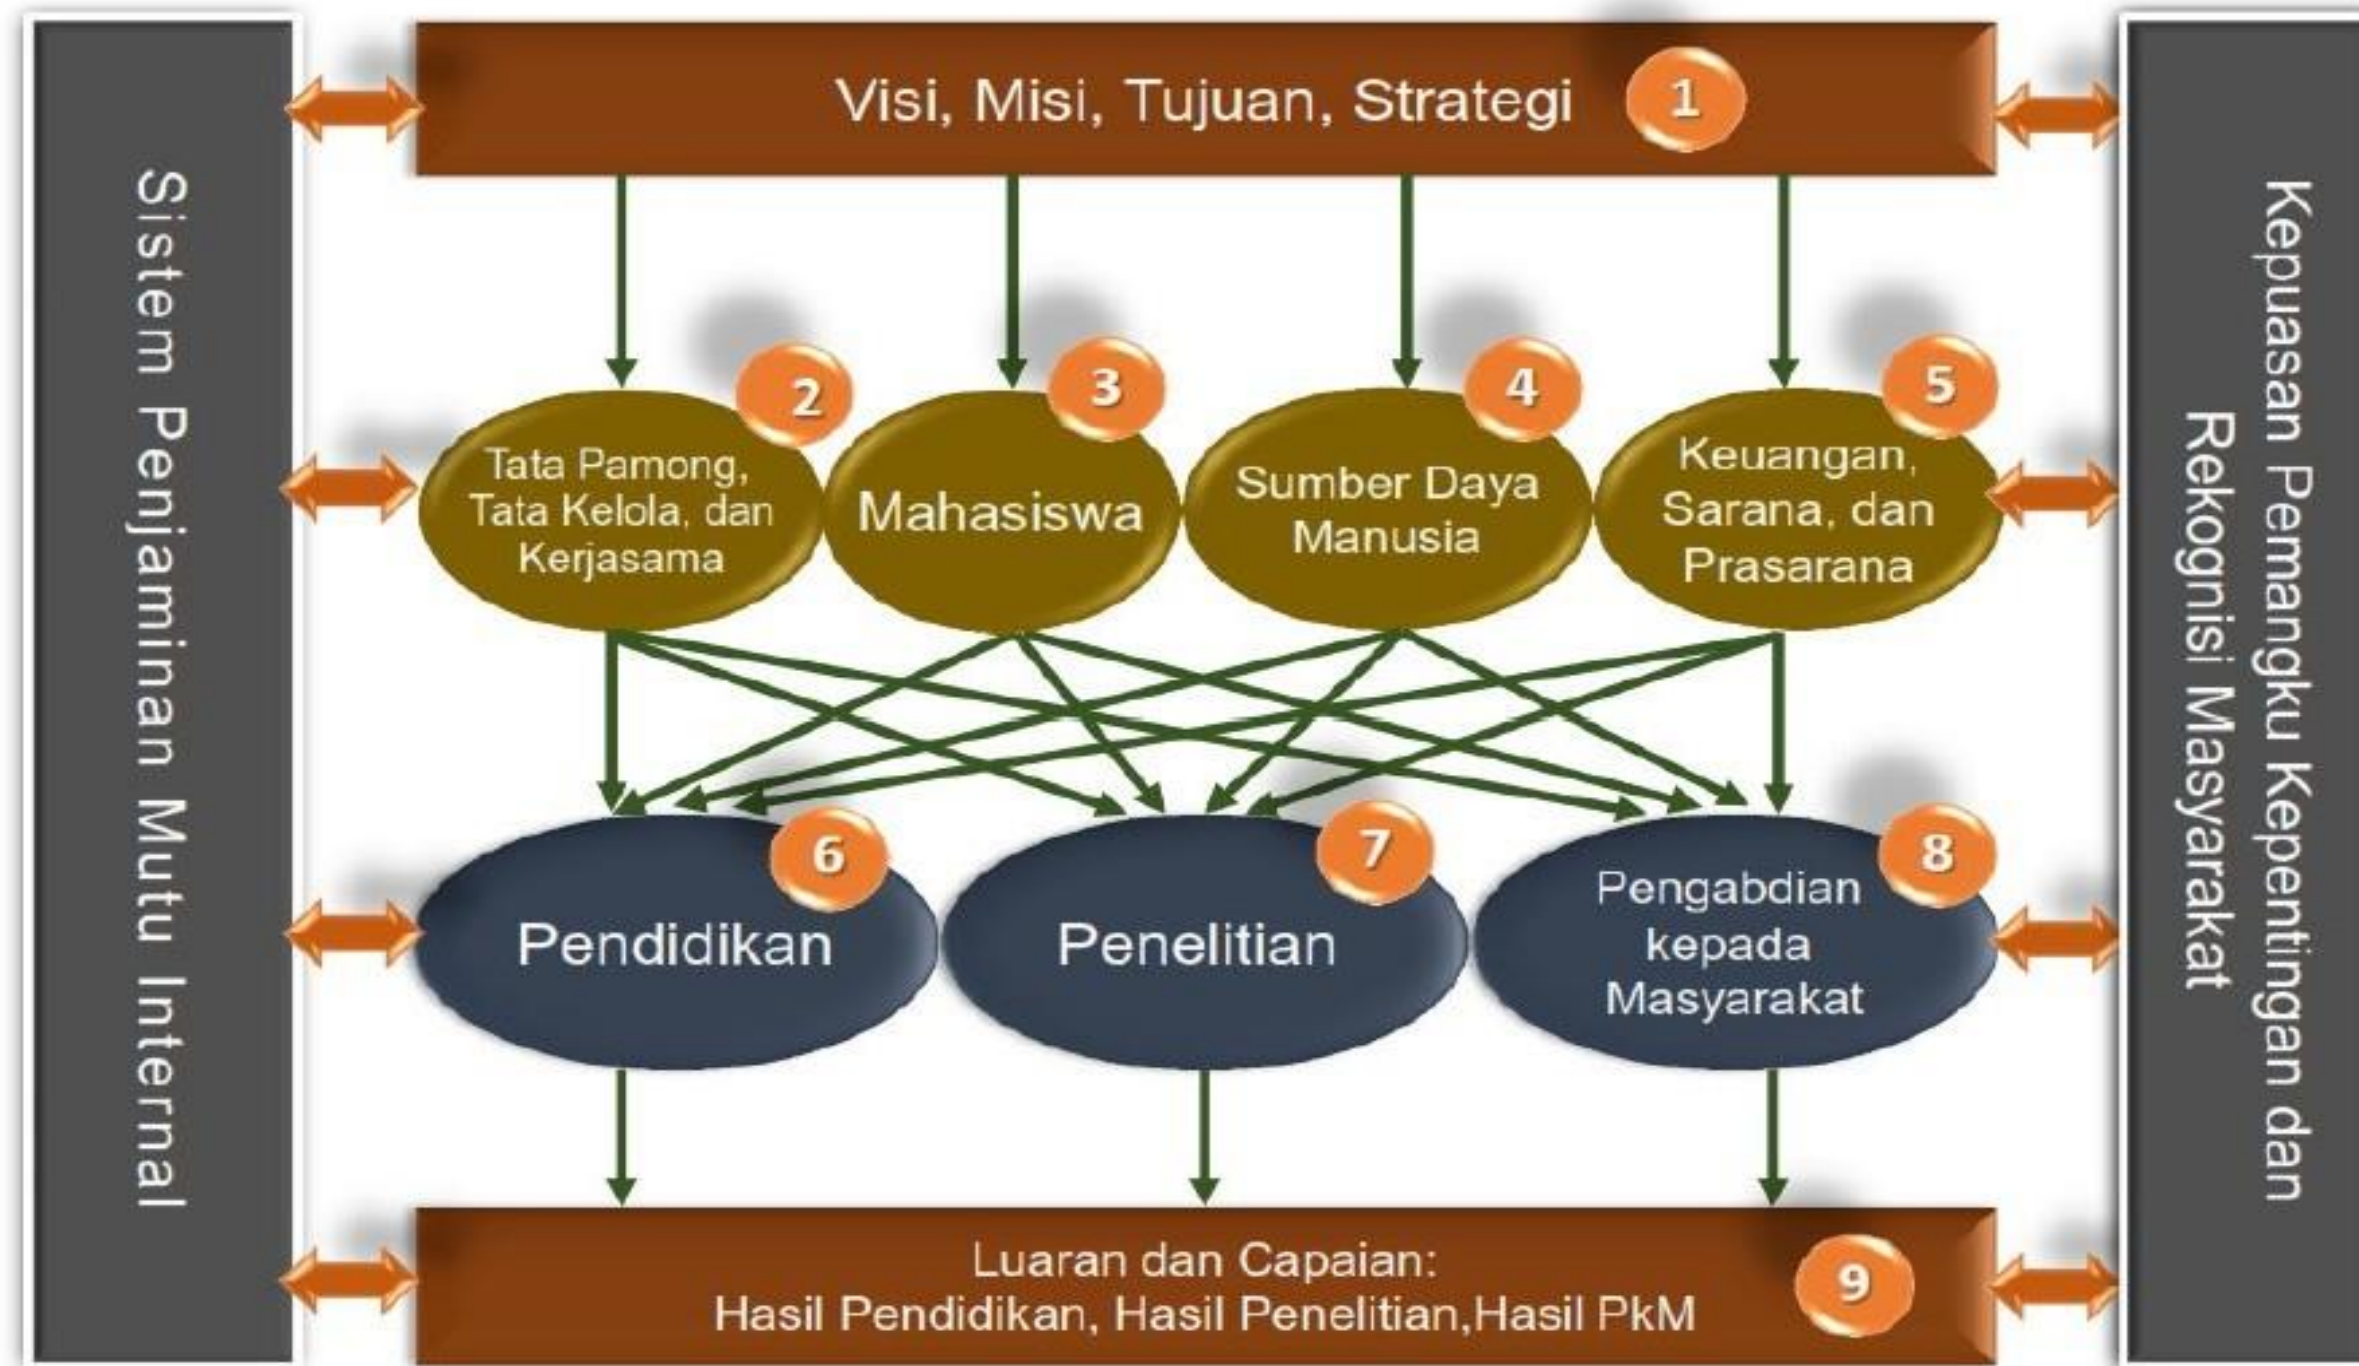 Sistem Penjaminan Mutu Internal
Visi, Misi, Tujuan, Strategi
1
2
Tata Pamong,
Tata Kelola, dan
Kerjasama
3
Mahasiswa
4
Sumber Daya
Manusia
5
Keuangan,
Sarana, dan
Prasarana
6
Pendidikan
7
Penelitian
8
Pengabdian
kepada
Masyarakat
Luaran dan Capaian:
Hasil Pendidikan, Hasil Penelitian,Hasil PkM
9
Kepuasan Pemangku Kepentingan dan
Rekognisi Masyarakat